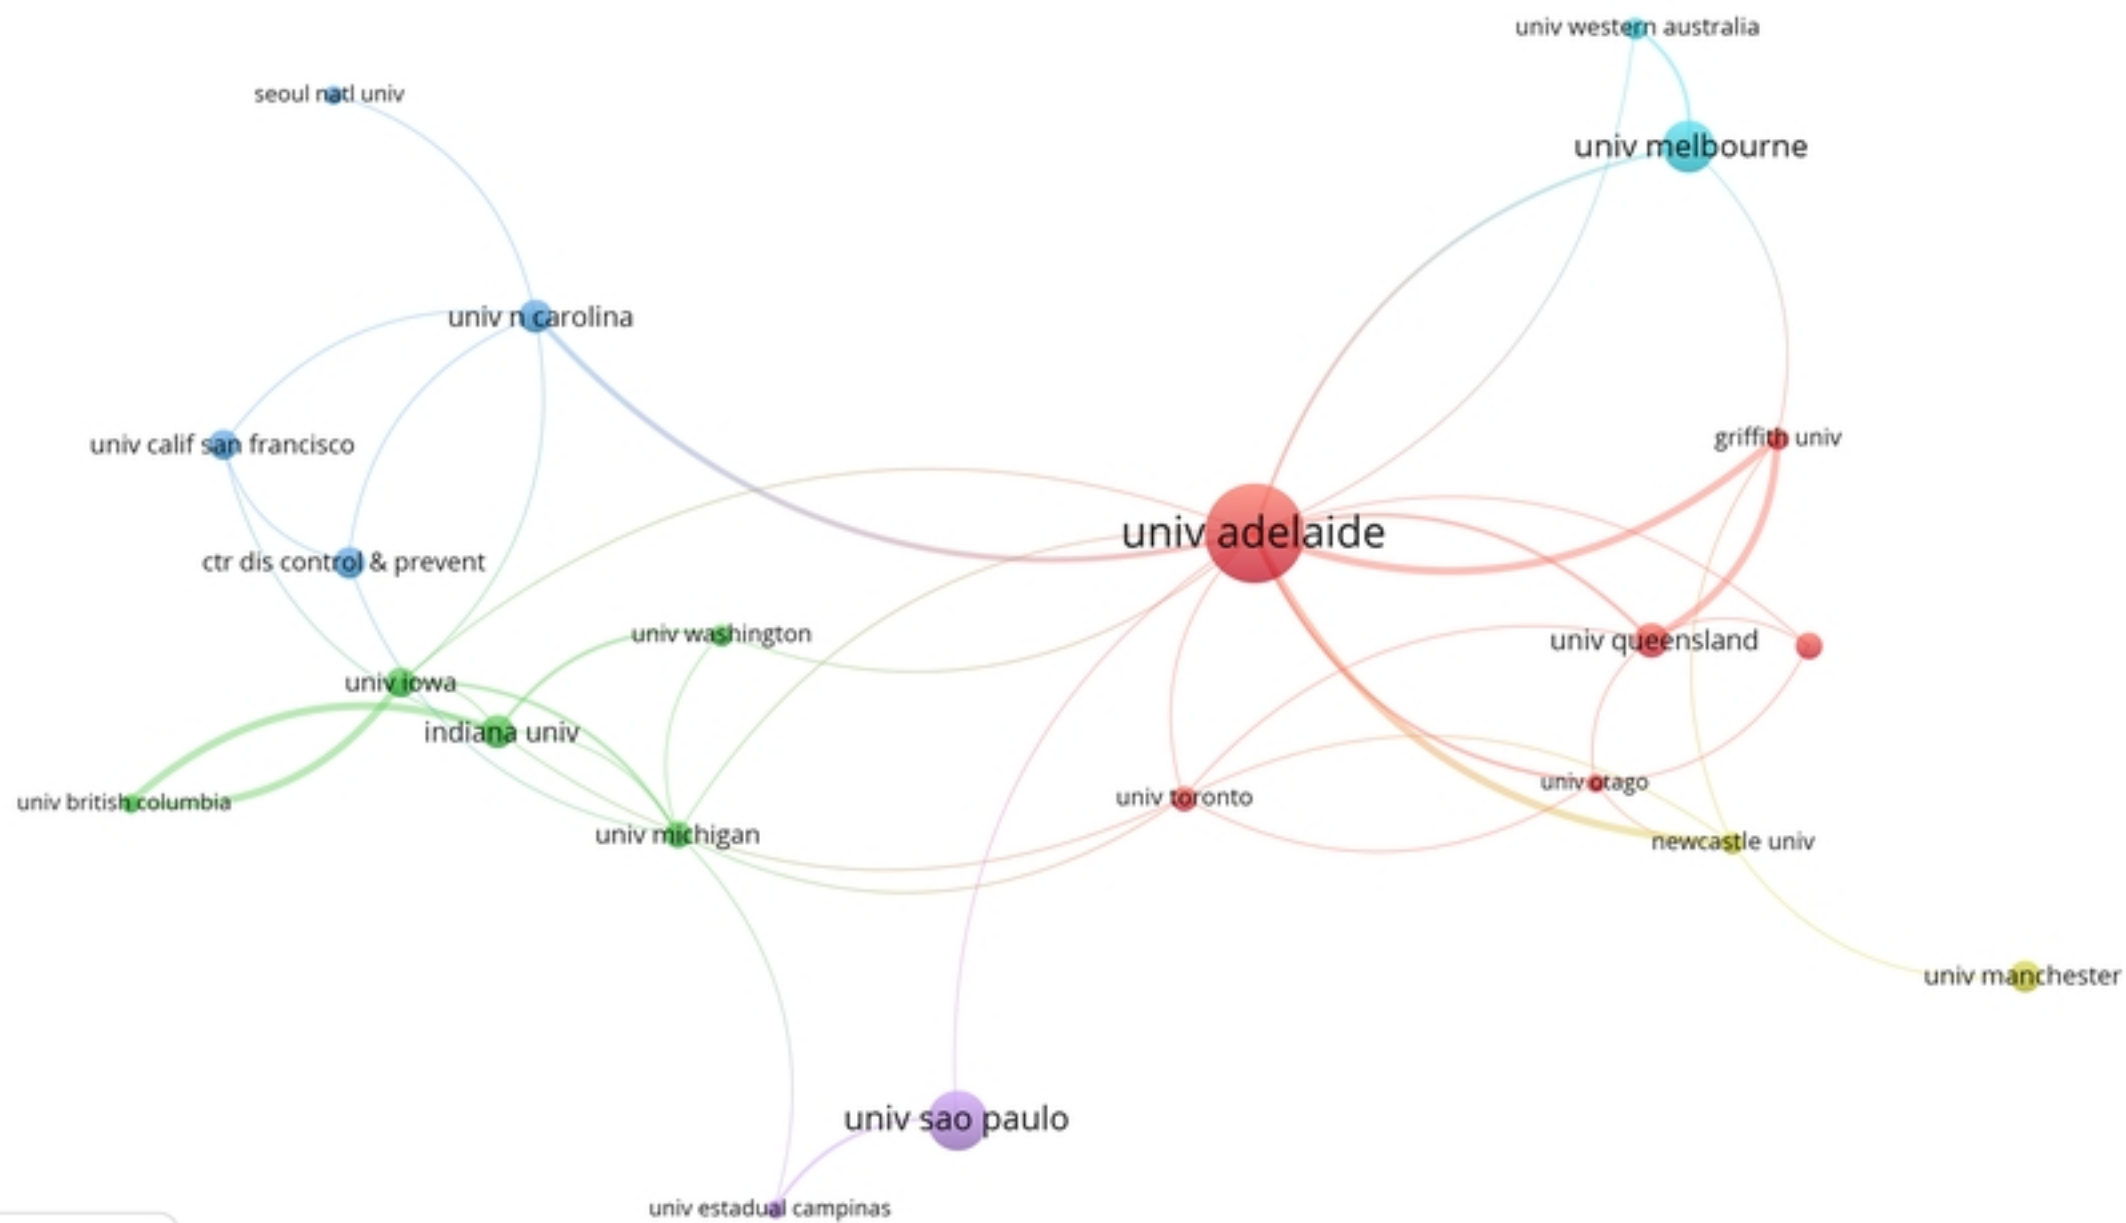 univ western australia
seoul natl univ
univ melbourne
univ n carolina
griffith univ
univ calif san francisco
univ adelaide
ctr dis control & prevent
univ washington
univ queensland
univ iowa
indiana univ
univ otago
univ toronto
univ british columbia
univ michigan
newcastle univ
univ manchester
univ sao paulo
univ estadual campinas